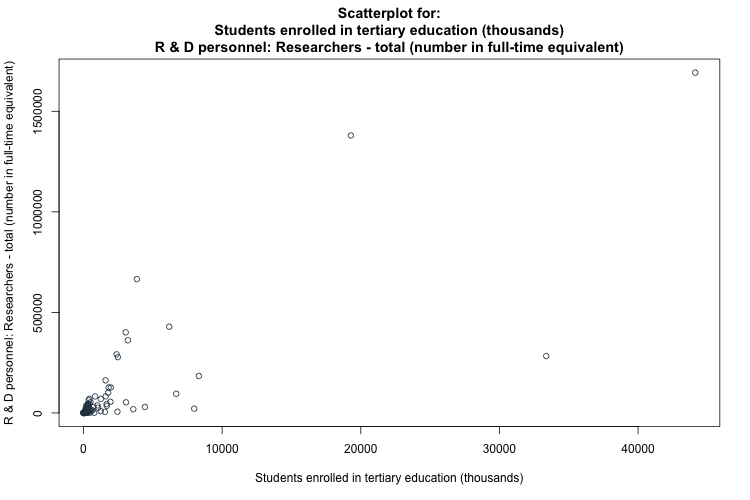 Scatterplot for:
Students enrolled in tertiary education (thousands)
R & D personnel: Researchers - total (number in full-time equivalent)
R & D personnel: Researchers - total (number in full-time equivalent)
1500000
1000000
500000
0
0 10000 20000 30000 40000
Students enrolled in tertiary education (thousands)